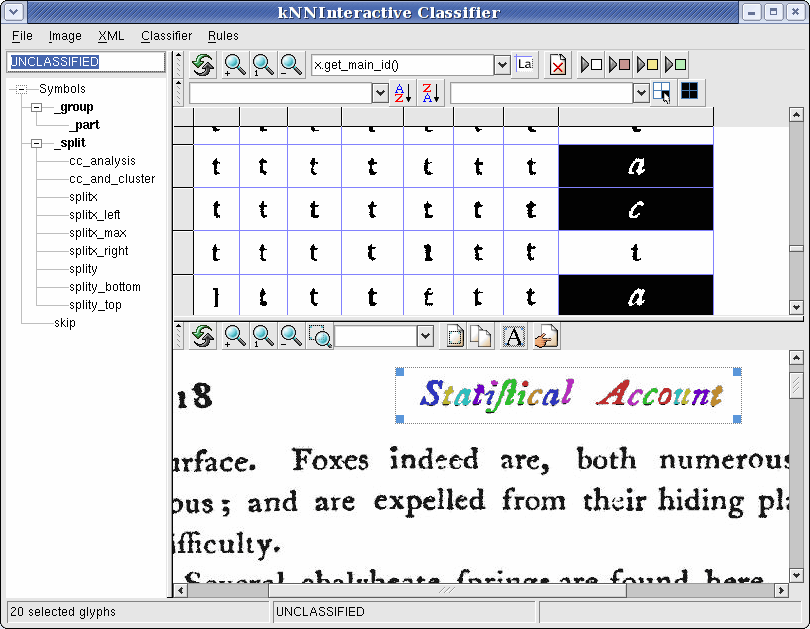 kNNInteractive Classifier
File Image XML Classifier Rules
UNCLASSIFIED
x.get_main_id()
La
Symbols
_group
_part
_split
cc_analysis
cc_and_cluster
splitx
splitx_left
splitx_max
splitx_right
splity
splity_bottom
splity_top
skip
t t t t t t t a
t t t t t t t c
t t t t t t t t
l t t t t t t a
A
18 Statiſtical Account
urface. Foxes indeed are, both numerous
ous; and are expelled from their hiding pla
ifficulty.
Several chalybeate ſprings are found here
20 selected glyphs
UNCLASSIFIED